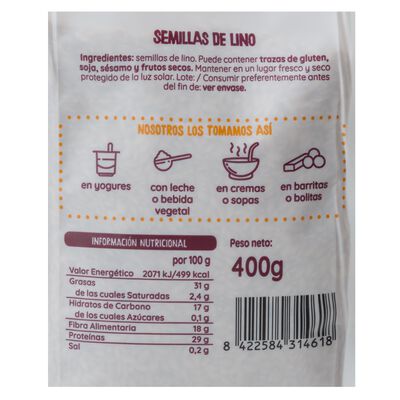 SEMILLAS DE LINO
Ingredientes: semillas de lino. Puede contener trazas de gluten,
soja, sésamo y frutos secos. Mantener en un lugar fresco y seco
protegido de la luz solar. Lote: / Consumir preferentemente antes
del fin de: ver envase.
NOSOTROS LOS TOMAMOS ASÍ
en yogures
con leche
o bebida
vegetal
en cremas
o sopas
en barritas
o bolitas
INFORMACIÓN NUTRICIONAL
por 100 g
Valor Energético 2071 kJ/499 kcal
Grasas 31 g
de las cuales Saturadas 2,4 g
Hidratos de Carbono 17 g
de los cuales Azúcares 0,1 g
Fibra Alimentaria 18 g
Proteínas 29 g
Sal 0,2 g
Peso neto:
400g
8 422584 314618